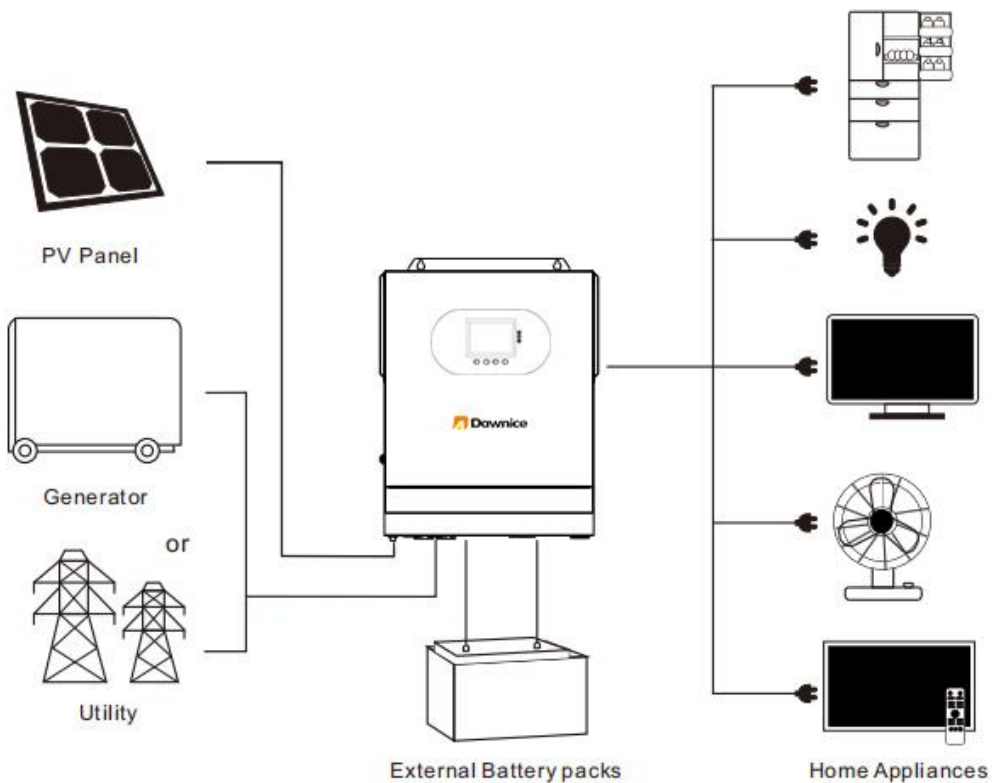 PV Panel
Generator
or
Utility
Dawnice
External Battery packs
Home Appliances